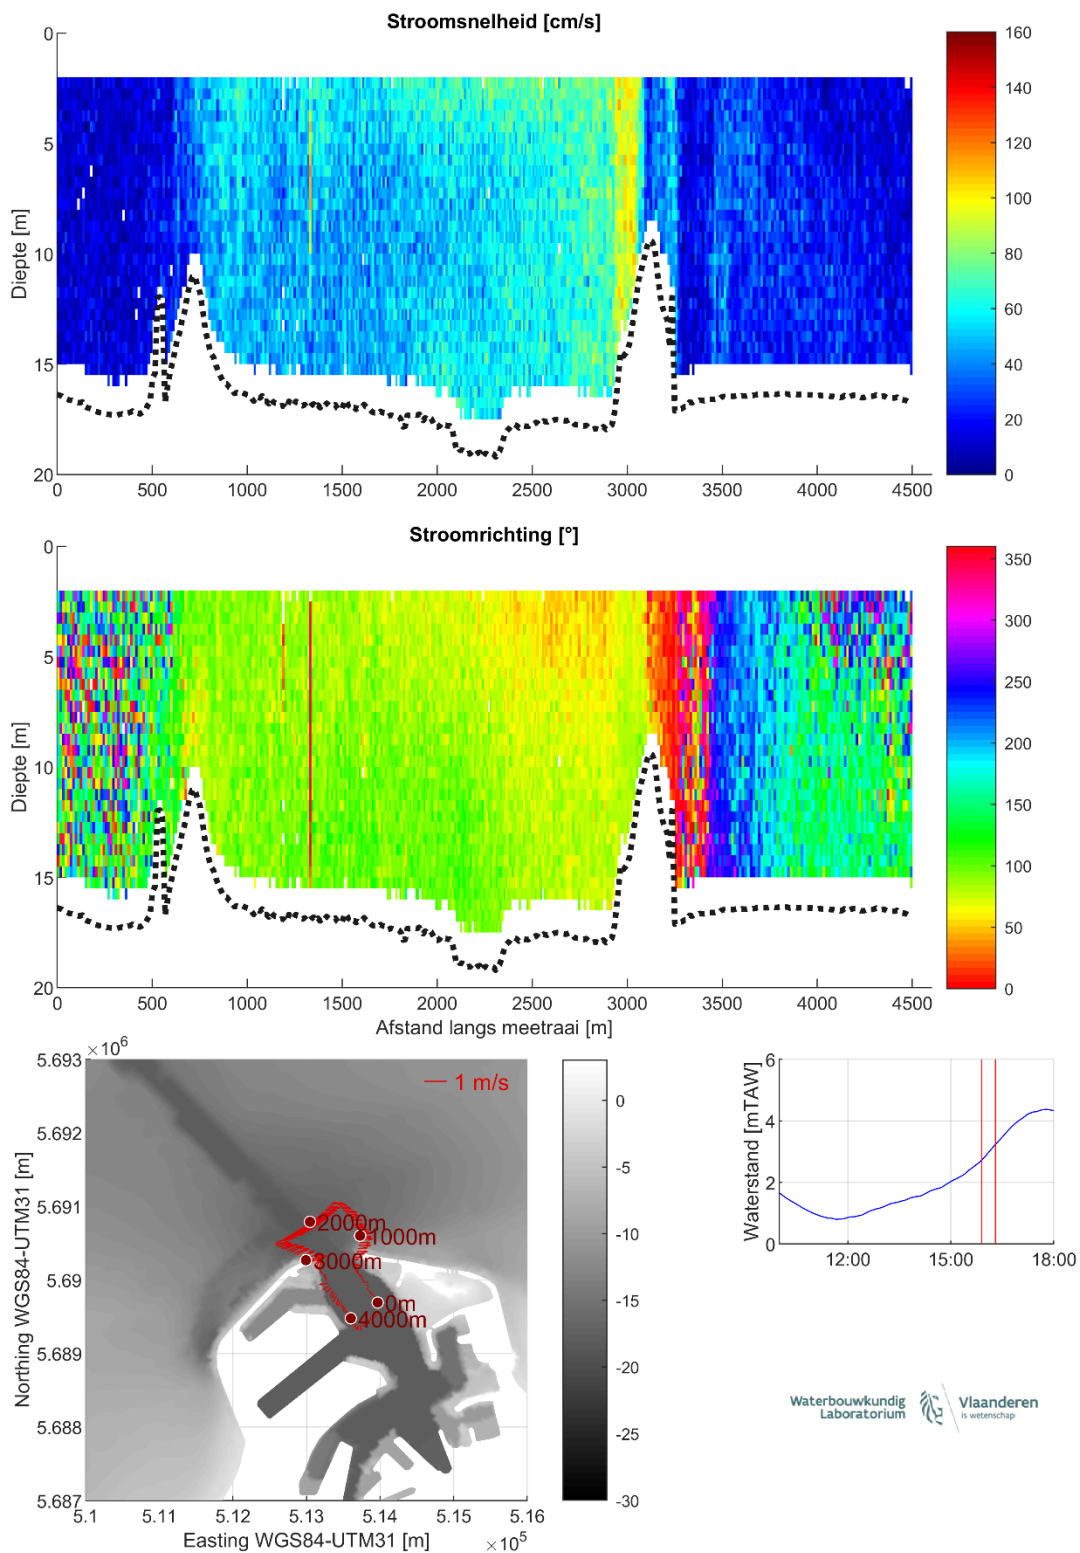 Stroomsnelheid [cm/s]
0
5
10
15
20
Diepte [m]
0 500 1000 1500 2000 2500 3000 3500 4000 4500
160
140
120
100
80
60
40
20
0
Stroomrichting [°]
0
5
10
15
20
Diepte [m]
0 500 1000 1500 2000 2500 3000 3500 4000 4500
Afstand langs meetraai [m]
350
300
250
200
150
100
50
0
×10^6
5.693
5.692
5.691
5.69
5.689
5.688
5.687
Northing WGS84-UTM31 [m]
1 m/s
2000m
1000m
3000m
0m
4000m
5.1 5.11 5.12 5.13 5.14 5.15 5.16
Easting WGS84-UTM31 [m]
×10^5
0
-5
-10
-15
-20
-25
-30
Waterstand [mTAW]
6
4
2
0
12:00 15:00 18:00
Waterbouwkundig
Laboratorium
Vlaanderen
is wetenschap